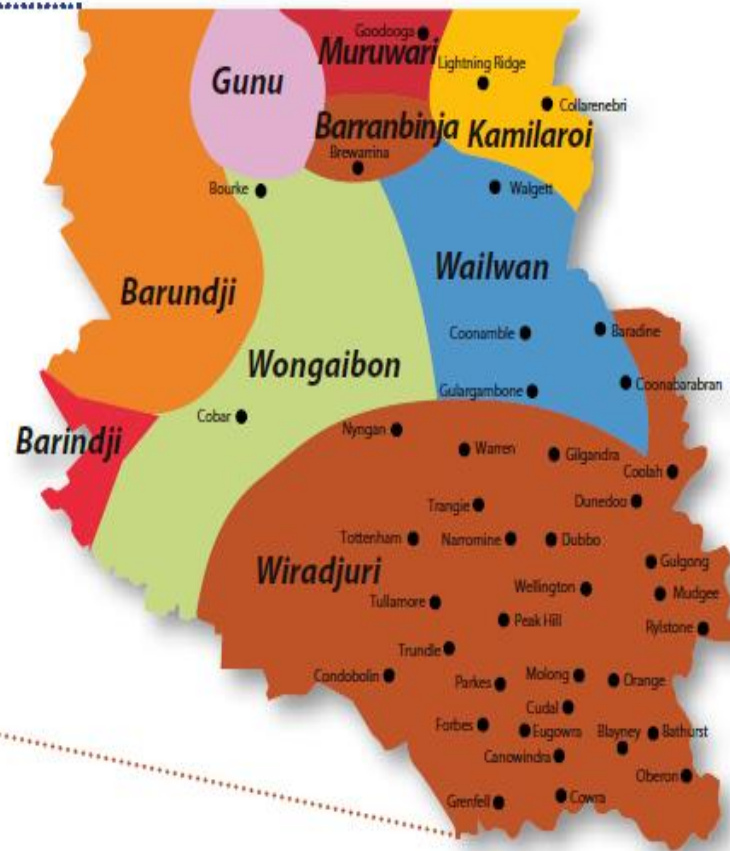 Goodooga
Muruwari
Lightning Ridge
Gunu
Collarenebri
Barranbinja
Kamilaroi
Brewarrina
Bourke
Walgett
Wailwan
Barundji
Coonamble
Baradine
Wongaibon
Gulargambone
Coonabarabran
Cobar
Nyngan
Barindji
Warren
Gilgandra
Coolah
Trangie
Dunedoo
Tottenham
Narromine
Dubbo
Gulgong
Wiradjuri
Wellington
Mudgee
Tullamore
Peak Hill
Rylstone
Trundle
Condobolin
Parkes
Molong
Orange
Cudal
Forbes
Eugowra
Blayney
Bathurst
Canowindra
Oberon
Grenfell
Cowra